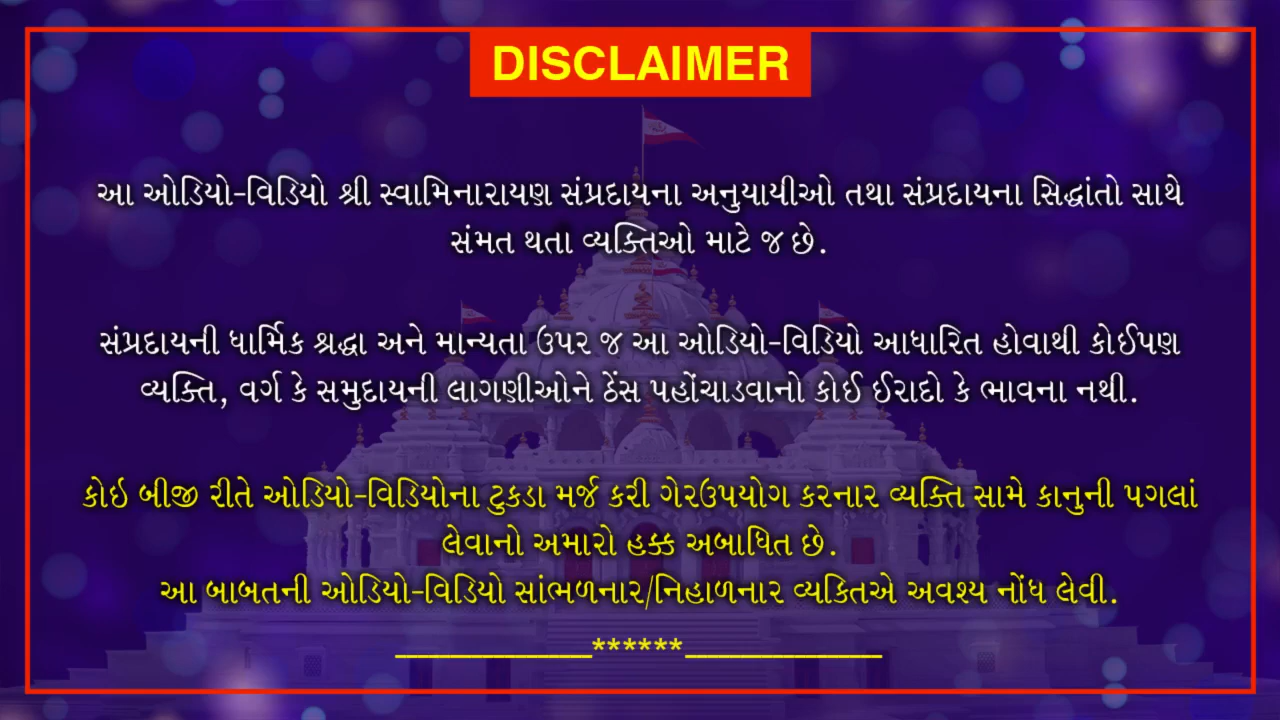 DISCLAIMER
આ ઓડિયો-વિડિયો શ્રી સ્વામિનારાયણ સંપ્રદાયના અનુયાયીઓ તથા સંપ્રદાયના સિદ્ધાંતો સાથે
સંમત થતા વ્યક્તિઓ માટે જ છે.
સંપ્રદાયની ધાર્મિક શ્રદ્ધા અને માન્યતા ઉપર જ આ ઓડિયો-વિડિયો આધારિત હોવાથી કોઈપણ
વ્યક્તિ, વર્ગ કે સમુદાયની લાગણીઓને ઠેંસ પહોંચાડવાનો કોઈ ઈરાદો કે ભાવના નથી.
કોઇ બીજી રીતે ઓડિયો-વિડિયોના ટુકડા મર્જ કરી ગેરઉપયોગ કરનાર વ્યક્તિ સામે કાનુની પગલાં
લેવાનો અમારો હક્ક અબાધિત છે.
આ બાબતની ઓડિયો-વિડિયો સાંભળનાર/નિહાળનાર વ્યકિતએ અવશ્ય નોંધ લેવી.
______________******______________